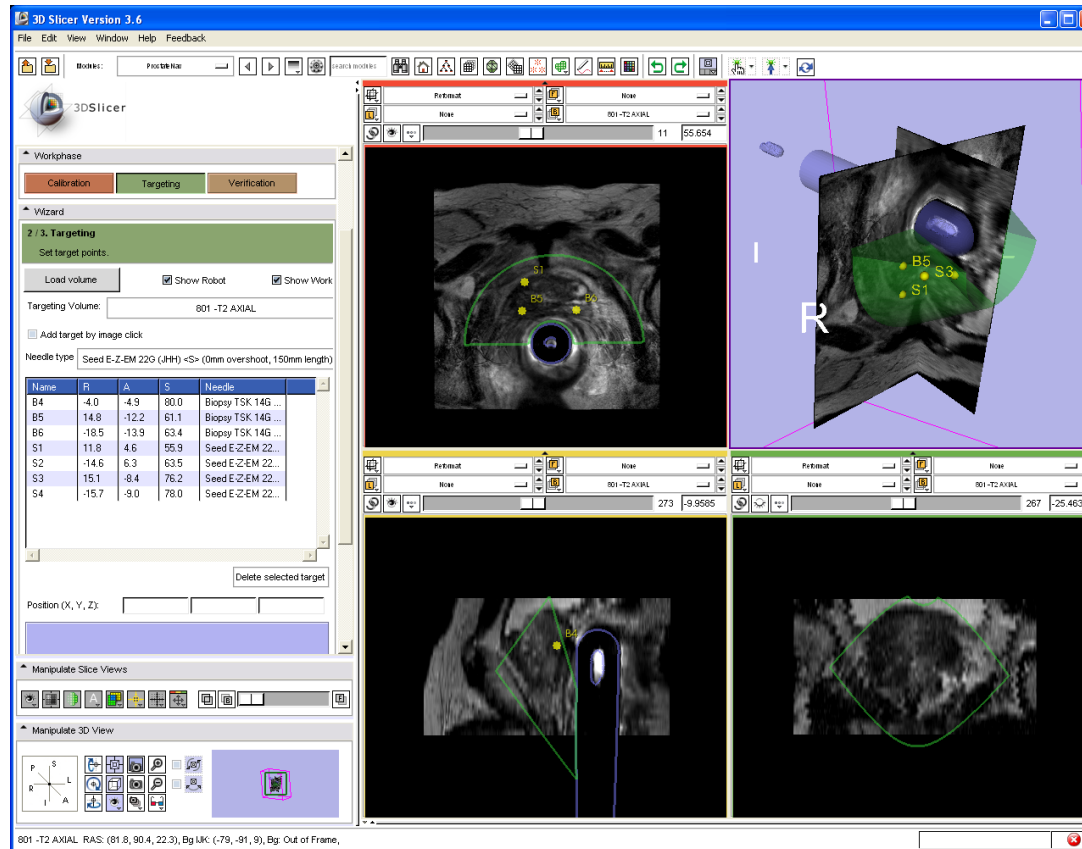 3D Slicer Version 3.6
File Edit View Window Help Feedback
Modules: ProstateNav search modules
3DSlicer
Workphase
Calibration Targeting Verification
Wizard
2 / 3. Targeting
Set target points.
Load volume Show Robot Show Work
Targeting Volume: 801 -T2 AXIAL
Add target by image click
Needle type Seed E-Z-EM 22G (JHH) <S> (0mm overshoot, 150mm length)
Name R A S Needle
B4 -4.0 -4.9 80.0 Biopsy TSK 14G ...
B5 14.8 -12.2 61.1 Biopsy TSK 14G ...
B6 -18.5 -13.9 63.4 Biopsy TSK 14G ...
S1 11.8 4.6 55.9 Seed E-Z-EM 22...
S2 -14.6 6.3 63.5 Seed E-Z-EM 22...
S3 15.1 -8.4 76.2 Seed E-Z-EM 22...
S4 -15.7 -9.0 78.0 Seed E-Z-EM 22...
Delete selected target
Position (X, Y, Z):
Manipulate Slice Views
Manipulate 3D View
P S L R I A
Reformat None
None 801 -T2 AXIAL
11 55.654
S1
B5 B6
I
R
B5 S3
S1
Reformat None
None 801 -T2 AXIAL
273 -9.9585
B4
Reformat None
None 801 -T2 AXIAL
267 -25.463
801 -T2 AXIAL RAS: (81.8, 90.4, 22.3), Bg IJK: (-79, -91, 9), Bg: Out of Frame,